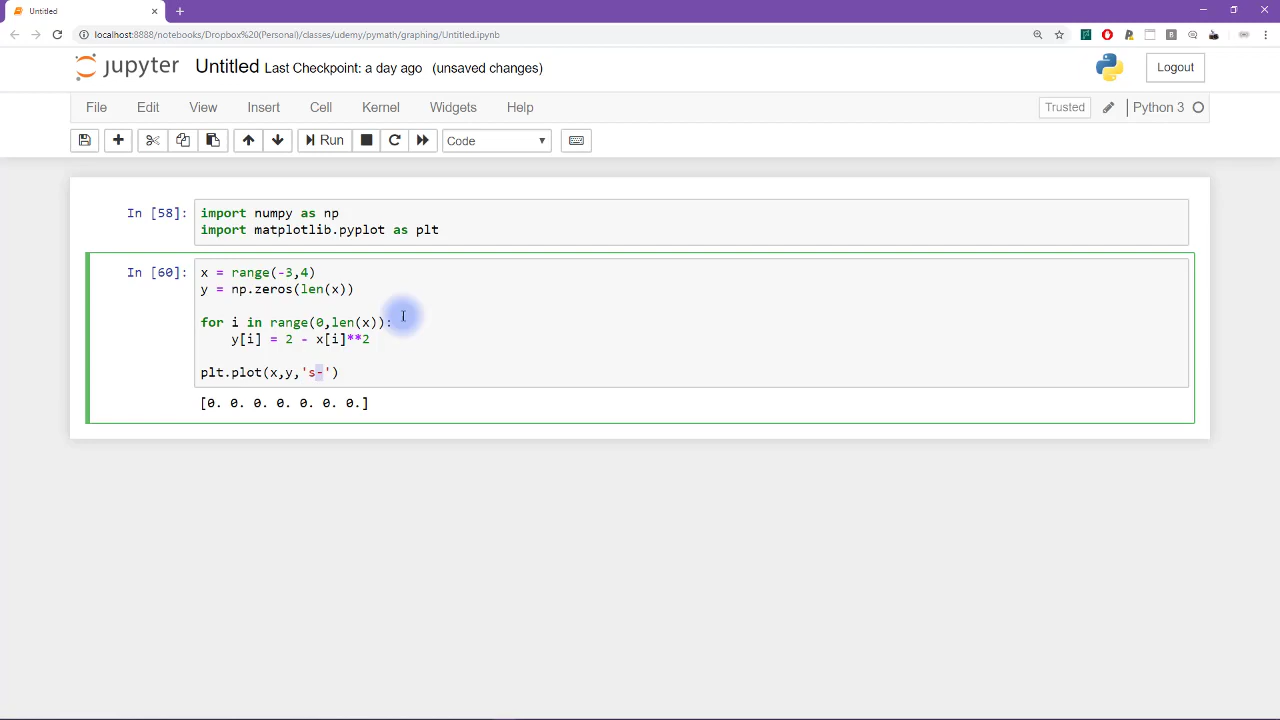 Untitled
localhost:8888/notebooks/Dropbox%20(Personal)/classes/udemy/pymath/graphing/Untitled.ipynb
jupyter Untitled Last Checkpoint: a day ago (unsaved changes) Logout
File Edit View Insert Cell Kernel Widgets Help Trusted Python 3
Run Code
In [58]: import numpy as np
import matplotlib.pyplot as plt
In [60]: x = range(-3,4)
y = np.zeros(len(x))
for i in range(0,len(x)):
y[i] = 2 - x[i]**2
plt.plot(x,y,'s-')
[0. 0. 0. 0. 0. 0. 0.]